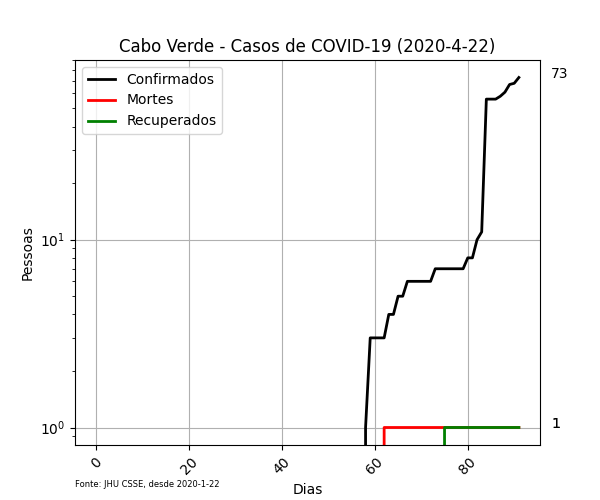 Cabo Verde - Casos de COVID-19 (2020-4-22)
Confirmados
Mortes
Recuperados
73
1
Pessoas
10¹
10⁰
0
20
40
60
80
Dias
Fonte: JHU CSSE, desde 2020-1-22